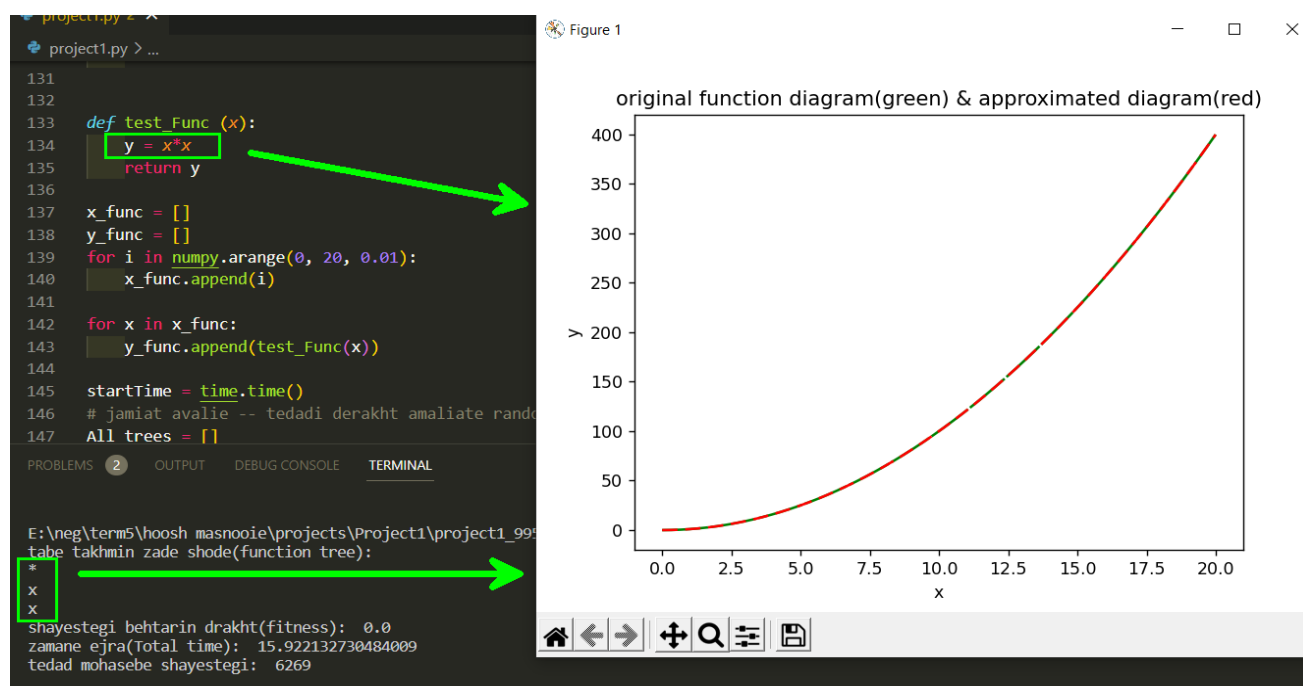 project1.py 2
project1.py > ...
131
132
133 def test_Func (x):
134 y = x*x
135 return y
136
137 x_func = []
138 y_func = []
139 for i in numpy.arange(0, 20, 0.01):
140 x_func.append(i)
141
142 for x in x_func:
143 y_func.append(test_Func(x))
144
145 startTime = time.time()
146 # jamiat avalie -- tedadi derakht amaliate rando
147 All trees = []
PROBLEMS 2 OUTPUT DEBUG CONSOLE TERMINAL
E:\neg\term5\hoosh masnooie\projects\Project1\project1_995
tabe takhmin zade shode(function tree):
*
x
x
shayestegi behtarin drakht(fitness): 0.0
zamane ejra(Total time): 15.922132730484009
tedad mohasebe shayestegi: 6269
Figure 1
original function diagram(green) & approximated diagram(red)
400
350
300
250
200
150
100
50
0
y
0.0 2.5 5.0 7.5 10.0 12.5 15.0 17.5 20.0
x